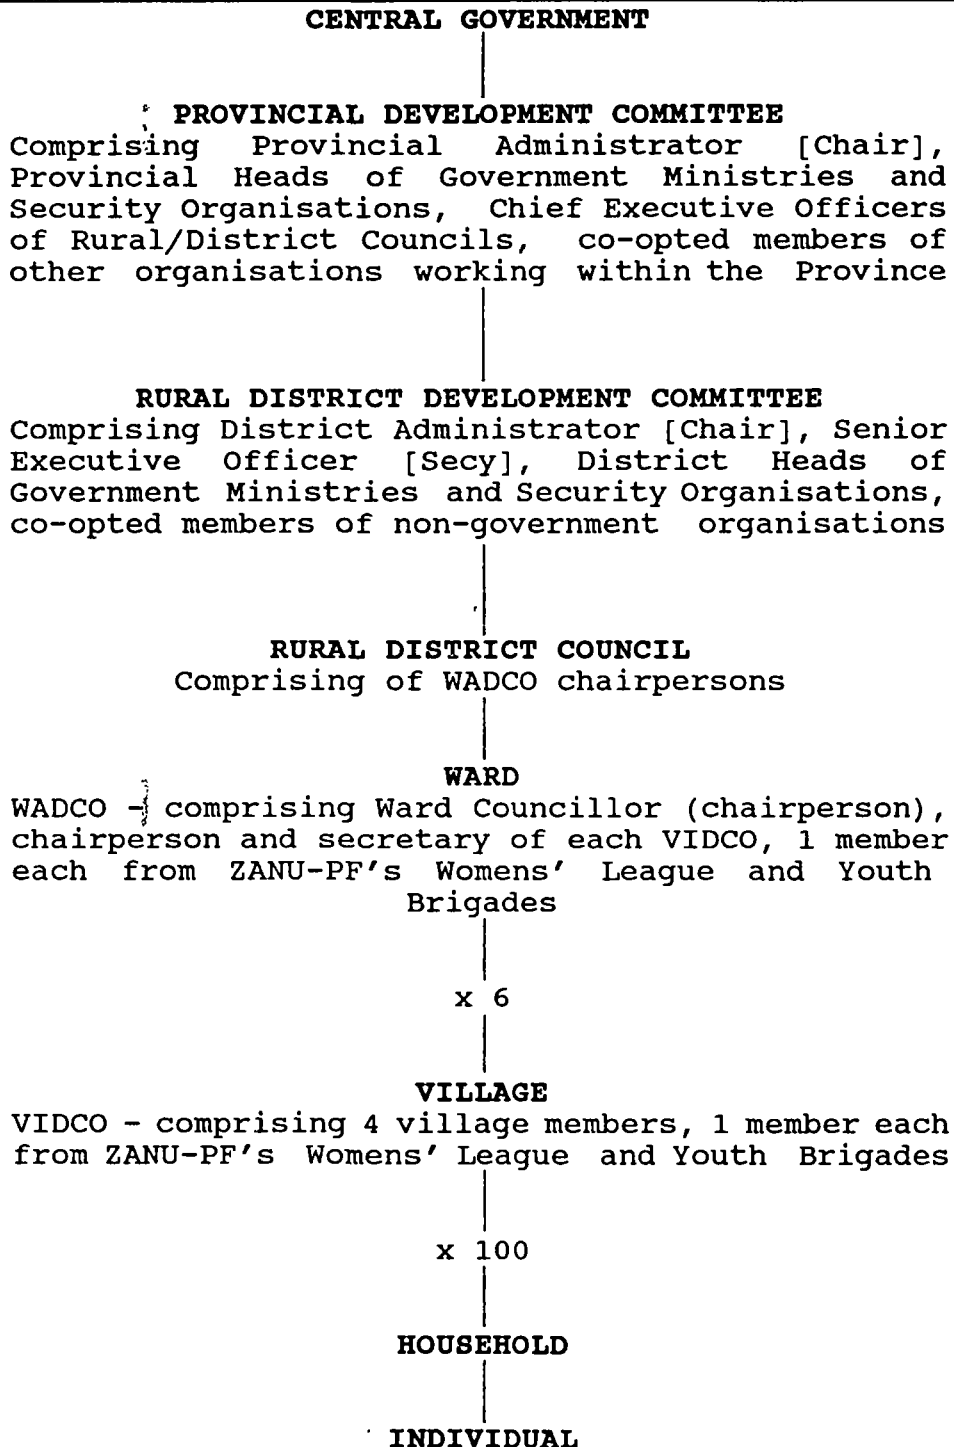 CENTRAL GOVERNMENT
PROVINCIAL DEVELOPMENT COMMITTEE
Comprising Provincial Administrator [Chair],
Provincial Heads of Government Ministries and
Security Organisations, Chief Executive Officers
of Rural/District Councils, co-opted members of
other organisations working within the Province
RURAL DISTRICT DEVELOPMENT COMMITTEE
Comprising District Administrator [Chair], Senior
Executive Officer [Secy], District Heads of
Government Ministries and Security Organisations,
co-opted members of non-government organisations
RURAL DISTRICT COUNCIL
Comprising of WADCO chairpersons
WARD
WADCO - comprising Ward Councillor (chairperson),
chairperson and secretary of each VIDCO, 1 member
each from ZANU-PF's Womens' League and Youth
Brigades
x 6
VILLAGE
VIDCO - comprising 4 village members, 1 member each
from ZANU-PF's Womens' League and Youth Brigades
x 100
HOUSEHOLD
INDIVIDUAL